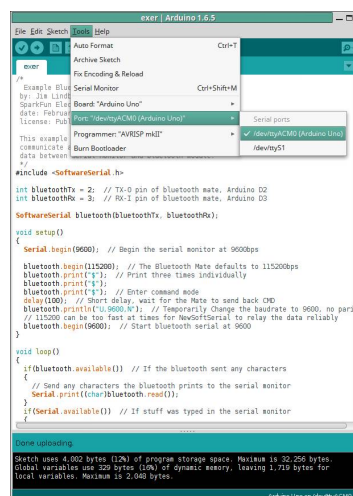 exer | Arduino 1.6.5
File Edit Sketch Tools Help
Auto Format Ctrl+T
Archive Sketch
Fix Encoding & Reload
Serial Monitor Ctrl+Shift+M
Board: "Arduino Uno"
Port: "/dev/ttyACM0 (Arduino Uno)"
Programmer: "AVRISP mkII"
Burn Bootloader
Serial ports
/dev/ttyACM0 (Arduino Uno)
/dev/ttyS1
exer
/*
Example Blue
by: Jim Lindb
SparkFun Elec
date: Februar
license: Publ
This example
communicate a
data between
*/
#include <SoftwareSerial.h>
int bluetoothTx = 2; // TX-O pin of bluetooth mate, Arduino D2
int bluetoothRx = 3; // RX-I pin of bluetooth mate, Arduino D3
SoftwareSerial bluetooth(bluetoothTx, bluetoothRx);
void setup()
{
Serial.begin(9600); // Begin the serial monitor at 9600bps
bluetooth.begin(115200); // The Bluetooth Mate defaults to 115200bps
bluetooth.print("$"); // Print three times individually
bluetooth.print("$");
bluetooth.print("$"); // Enter command mode
delay(100); // Short delay, wait for the Mate to send back CMD
bluetooth.println("U,9600,N"); // Temporarily Change the baudrate to 9600, no pari
// 115200 can be too fast at times for NewSoftSerial to relay the data reliably
bluetooth.begin(9600); // Start bluetooth serial at 9600
}
void loop()
{
if(bluetooth.available()) // If the bluetooth sent any characters
{
// Send any characters the bluetooth prints to the serial monitor
Serial.print((char)bluetooth.read());
}
if(Serial.available()) // If stuff was typed in the serial monitor
{
Done uploading.
Sketch uses 4,002 bytes (12%) of program storage space. Maximum is 32.256 bytes.
Global variables use 329 bytes (16%) of dynamic memory, leaving 1,719 bytes for
local variables. Maximum is 2,048 bytes.